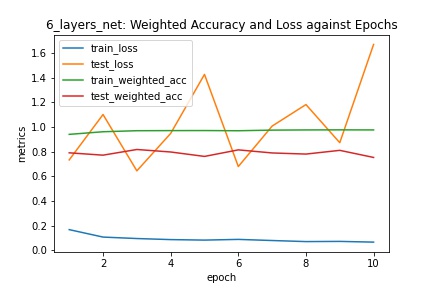 6_layers_net: Weighted Accuracy and Loss against Epochs
train_loss
test_loss
train_weighted_acc
test_weighted_acc
1.6
1.4
1.2
1.0
0.8
0.6
0.4
0.2
0.0
metrics
2
4
6
8
10
epoch